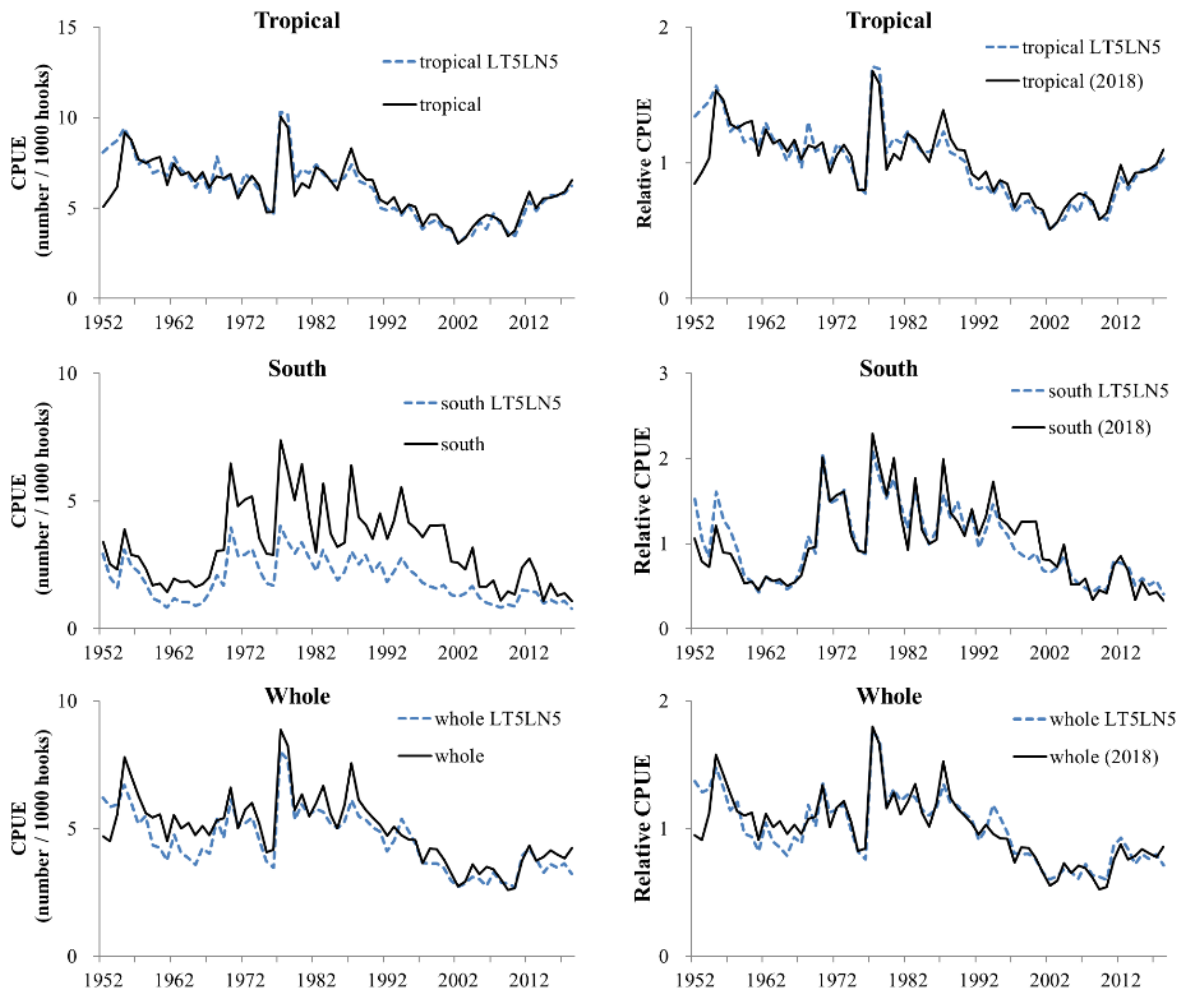 Tropical
15
10
5
0
CPUE
(number / 1000 hooks)
tropical LT5LN5
tropical
1952 1962 1972 1982 1992 2002 2012
Tropical
2
1
0
Relative CPUE
tropical LT5LN5
tropical (2018)
1952 1962 1972 1982 1992 2002 2012
South
10
5
0
CPUE
(number / 1000 hooks)
south LT5LN5
south
1952 1962 1972 1982 1992 2002 2012
South
3
2
1
0
Relative CPUE
south LT5LN5
south (2018)
1952 1962 1972 1982 1992 2002 2012
Whole
10
5
0
CPUE
(number / 1000 hooks)
whole LT5LN5
whole
1952 1962 1972 1982 1992 2002 2012
Whole
2
1
0
Relative CPUE
whole LT5LN5
whole (2018)
1952 1962 1972 1982 1992 2002 2012